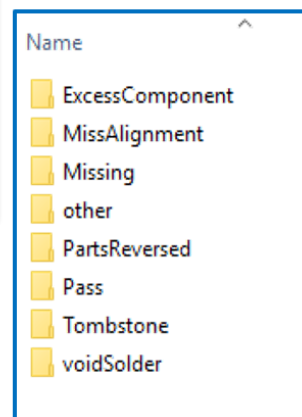 Name
ExcessComponent
MissAlignment
Missing
other
PartsReversed
Pass
Tombstone
voidSolder